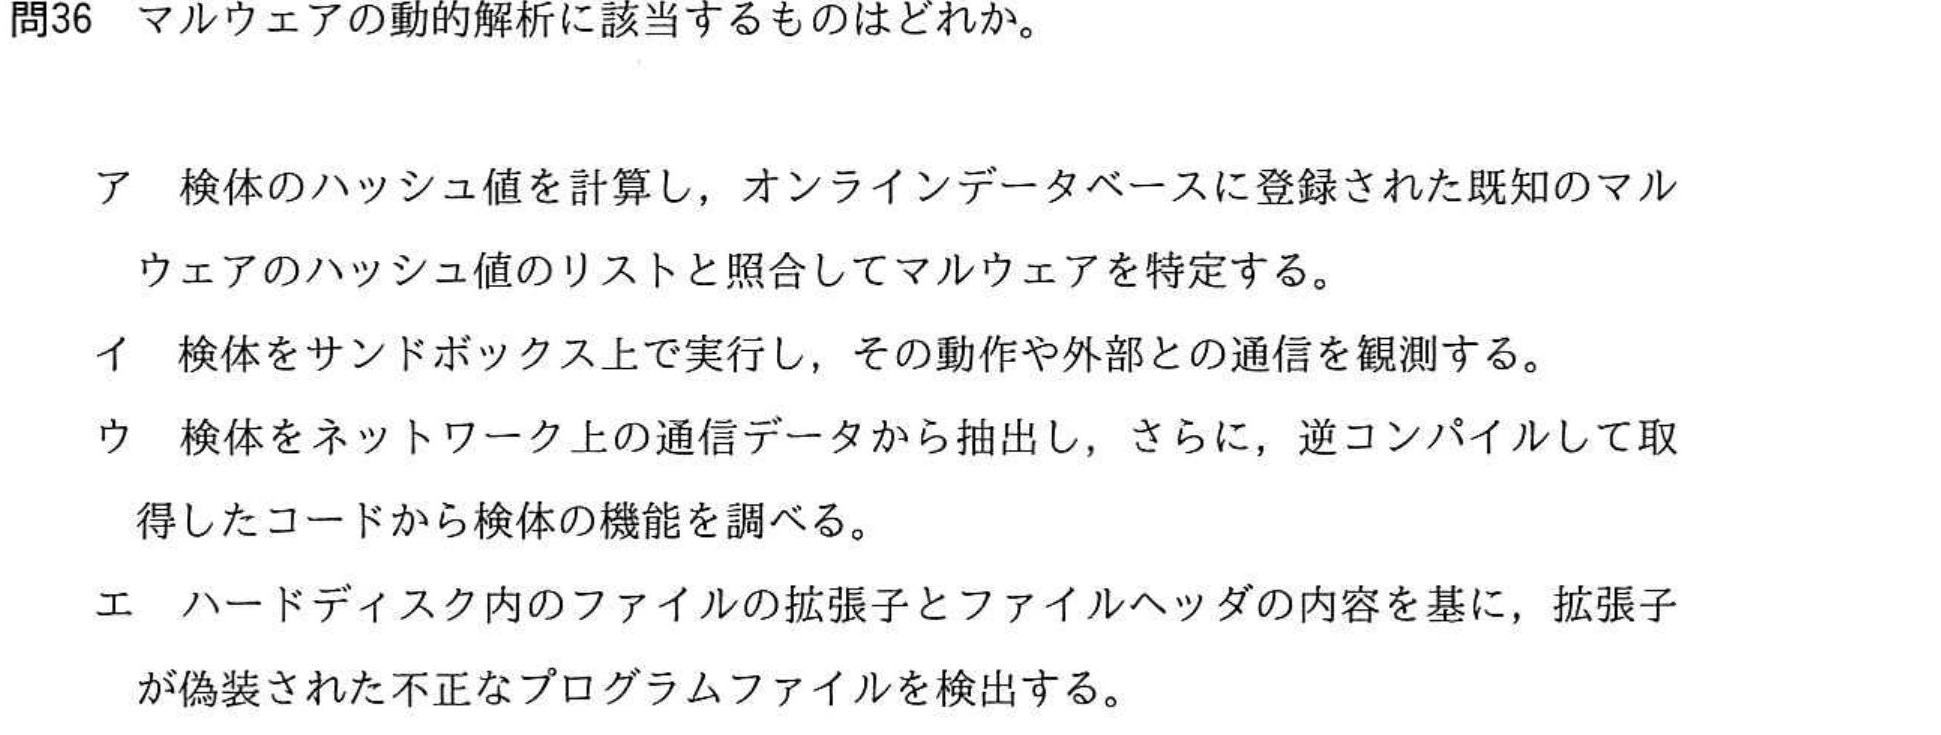 問36　マルウェアの動的解析に該当するものはどれか。
ア　検体のハッシュ値を計算し，オンラインデータベースに登録された既知のマル
ウェアのハッシュ値のリストと照合してマルウェアを特定する。
イ　検体をサンドボックス上で実行し，その動作や外部との通信を観測する。
ウ　検体をネットワーク上の通信データから抽出し，さらに，逆コンパイルして取
得したコードから検体の機能を調べる。
エ　ハードディスク内のファイルの拡張子とファイルヘッダの内容を基に，拡張子
が偽装された不正なプログラムファイルを検出する。